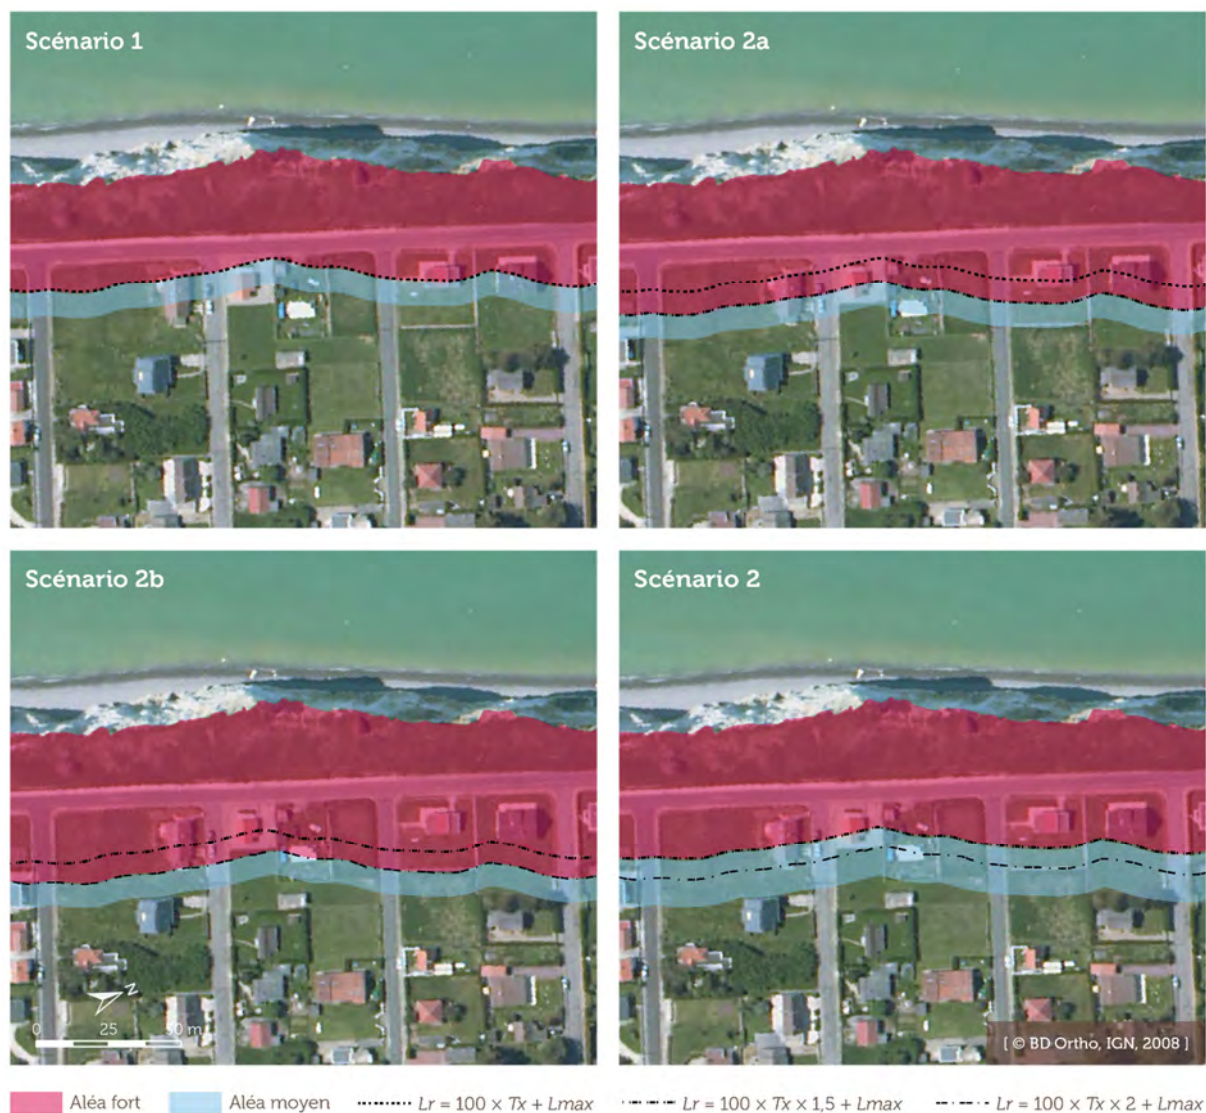 Scénario 1
Scénario 2a
Scénario 2b
Scénario 2
N
0 25 50 m
[ © BD Ortho, IGN, 2008 ]
Aléa fort
Aléa moyen
Lr = 100 × Tx + Lmax
Lr = 100 × Tx × 1,5 + Lmax
Lr = 100 × Tx × 2 + Lmax